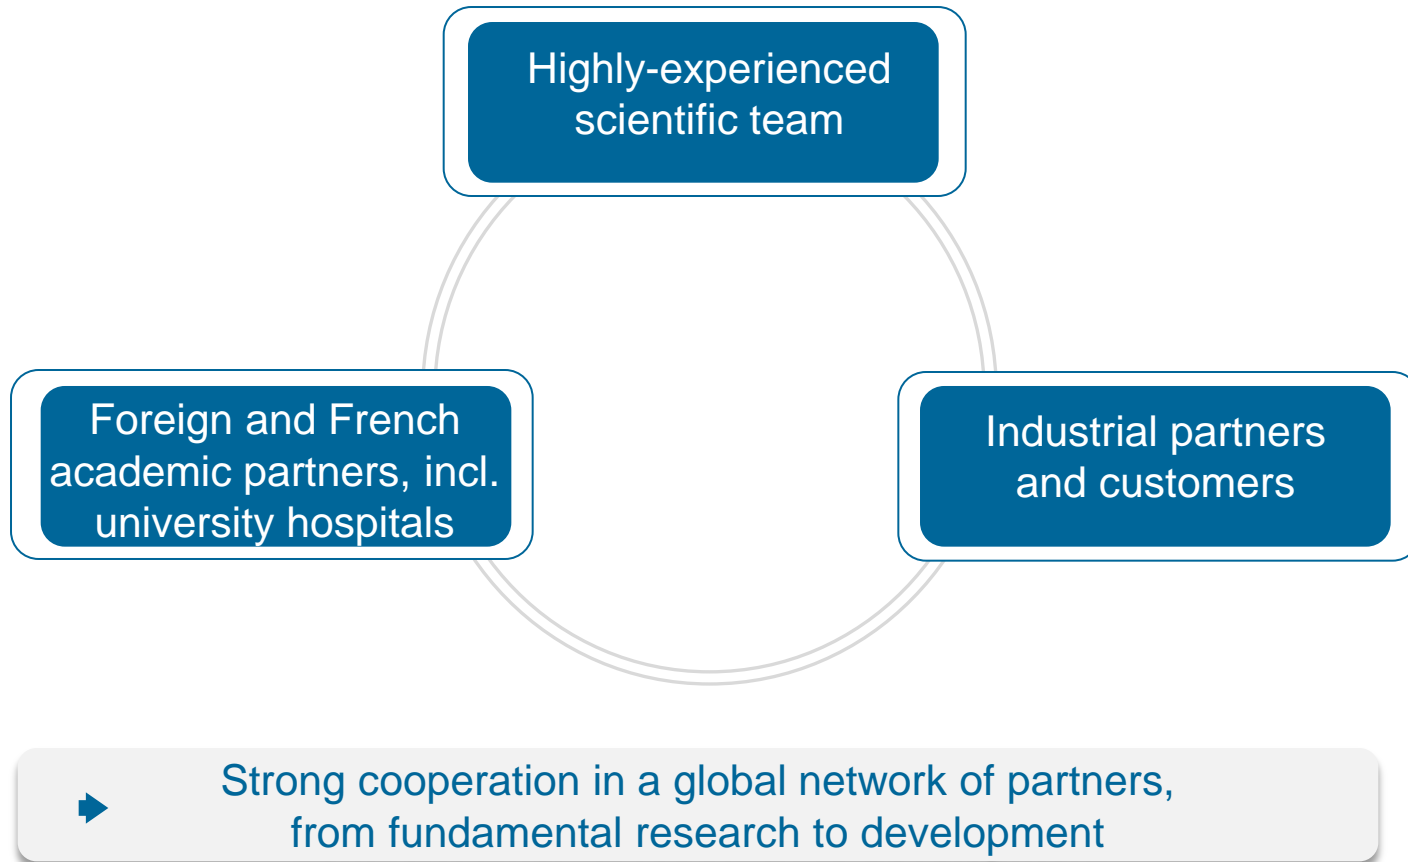 Highly-experienced
scientific team
Foreign and French
academic partners, incl.
university hospitals
Industrial partners
and customers
Strong cooperation in a global network of partners,
from fundamental research to development